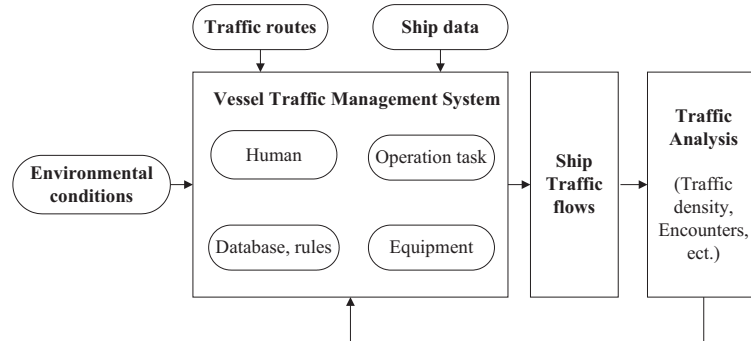 Traffic routes
Ship data
Vessel Traffic Management System
Human
Operation task
Environmental
conditions
Database, rules
Equipment
Ship
Traffic
flows
Traffic
Analysis
(Traffic
density,
Encounters,
ect.)